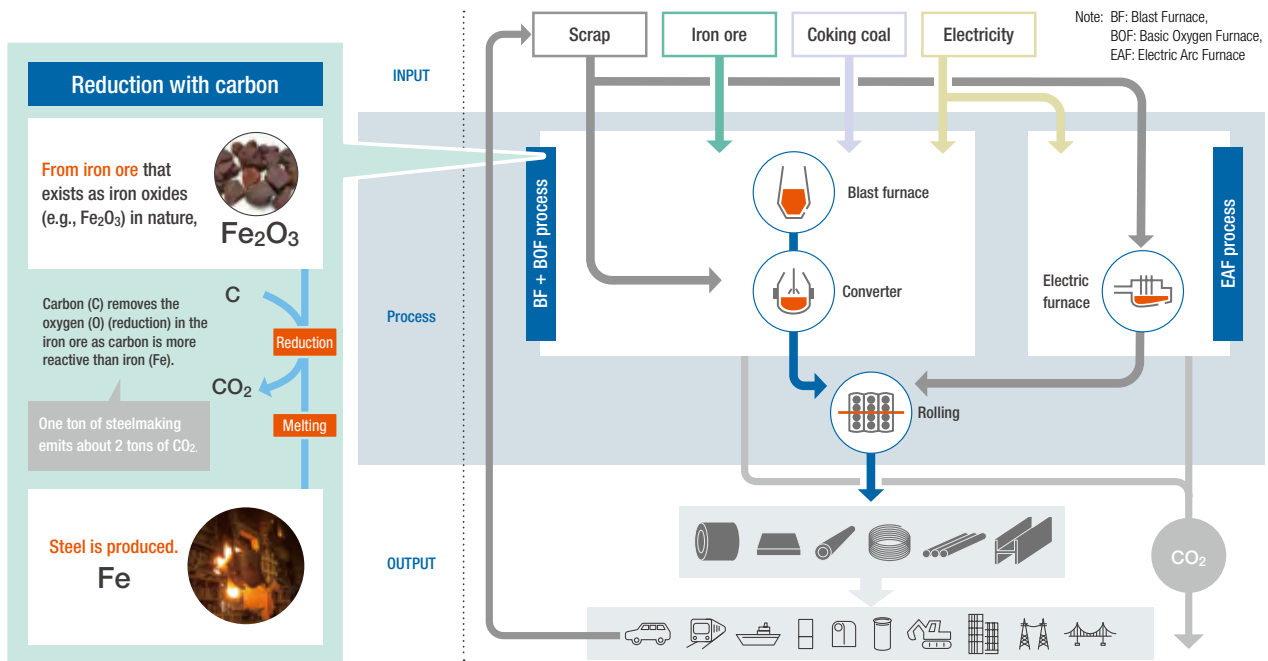 Reduction with carbon
From iron ore that
exists as iron oxides
(e.g., Fe₂O₃) in nature,
Fe₂O₃
C
Carbon (C) removes the
oxygen (O) (reduction) in the
iron ore as carbon is more
reactive than iron (Fe).
Reduction
CO₂
One ton of steelmaking
emits about 2 tons of CO₂.
Melting
Steel is produced.
Fe
INPUT
Scrap
Iron ore
Coking coal
Electricity
Note: BF: Blast Furnace,
BOF: Basic Oxygen Furnace,
EAF: Electric Arc Furnace
Process
BF + BOF process
Blast furnace
Converter
Electric
furnace
EAF process
Rolling
OUTPUT
CO₂